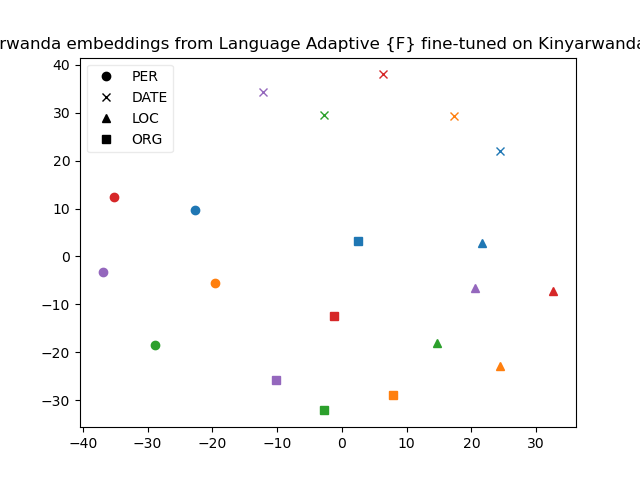 rwanda embeddings from Language Adaptive {F} fine-tuned on Kinyarwanda
PER
DATE
LOC
ORG
40
30
20
10
0
−10
−20
−30
−40 −30 −20 −10 0 10 20 30